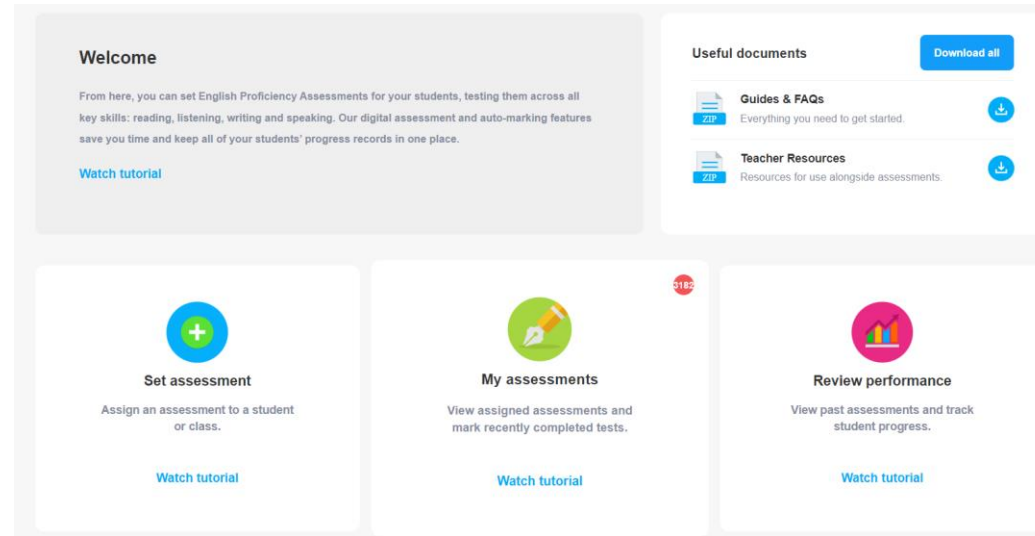 Welcome
From here, you can set English Proficiency Assessments for your students, testing them across all
key skills: reading, listening, writing and speaking. Our digital assessment and auto-marking features
save you time and keep all of your students' progress records in one place.
Watch tutorial
Useful documents
Download all
ZIP
Guides & FAQs
Everything you need to get started.
ZIP
Teacher Resources
Resources for use alongside assessments.
Set assessment
Assign an assessment to a student
or class.
Watch tutorial
3182
My assessments
View assigned assessments and
mark recently completed tests.
Watch tutorial
Review performance
View past assessments and track
student progress.
Watch tutorial